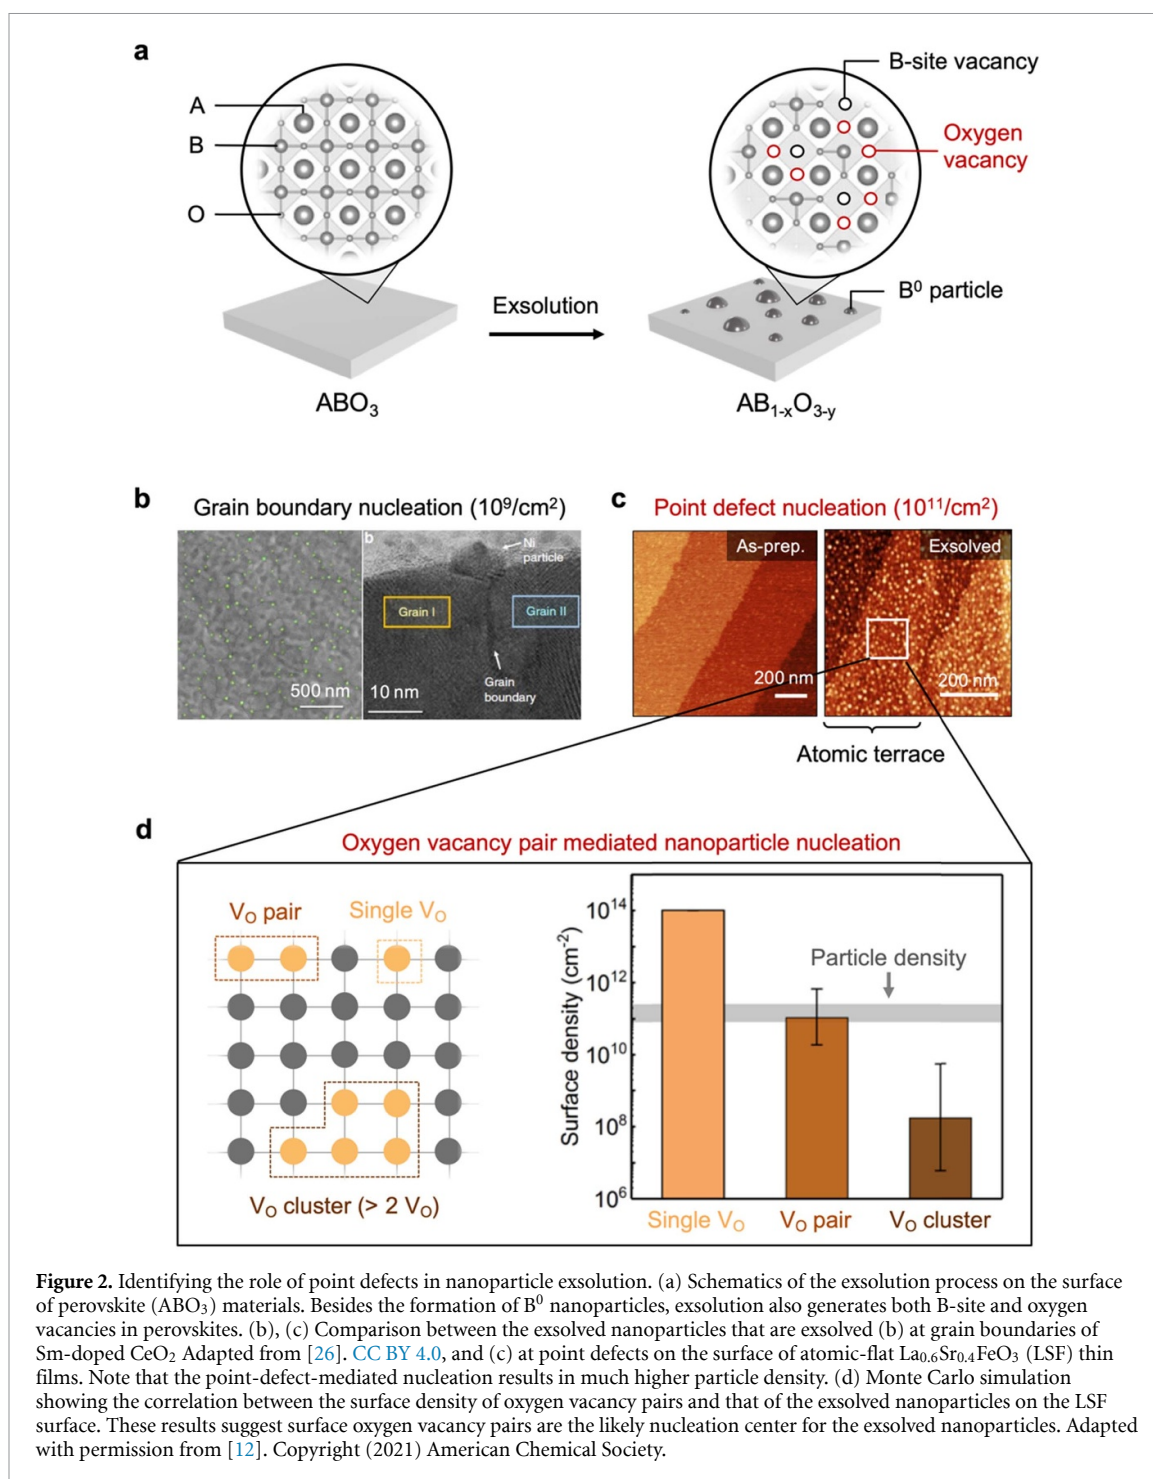 a
A
B
O
B-site vacancy
Oxygen
vacancy
B⁰ particle
Exsolution
ABO₃
AB₁₋ₓO₃₋ᵧ
b
Grain boundary nucleation (10⁹/cm²)
b
Ni
particle
Grain I
Grain II
Grain
boundary
500 nm
10 nm
c
Point defect nucleation (10¹¹/cm²)
As-prep.
Exsolved
200 nm
200 nm
Atomic terrace
d
Oxygen vacancy pair mediated nanoparticle nucleation
V_O pair
Single V_O
V_O cluster (> 2 V_O)
Surface density (cm⁻²)
10¹⁴
10¹²
10¹⁰
10⁸
10⁶
Particle density
Single V_O
V_O pair
V_O cluster
Figure 2. Identifying the role of point defects in nanoparticle exsolution. (a) Schematics of the exsolution process on the surface
of perovskite (ABO₃) materials. Besides the formation of B⁰ nanoparticles, exsolution also generates both B-site and oxygen
vacancies in perovskites. (b), (c) Comparison between the exsolved nanoparticles that are exsolved (b) at grain boundaries of
Sm-doped CeO₂ Adapted from [26]. CC BY 4.0, and (c) at point defects on the surface of atomic-flat La₀.₆Sr₀.₄FeO₃ (LSF) thin
films. Note that the point-defect-mediated nucleation results in much higher particle density. (d) Monte Carlo simulation
showing the correlation between the surface density of oxygen vacancy pairs and that of the exsolved nanoparticles on the LSF
surface. These results suggest surface oxygen vacancy pairs are the likely nucleation center for the exsolved nanoparticles. Adapted
with permission from [12]. Copyright (2021) American Chemical Society.